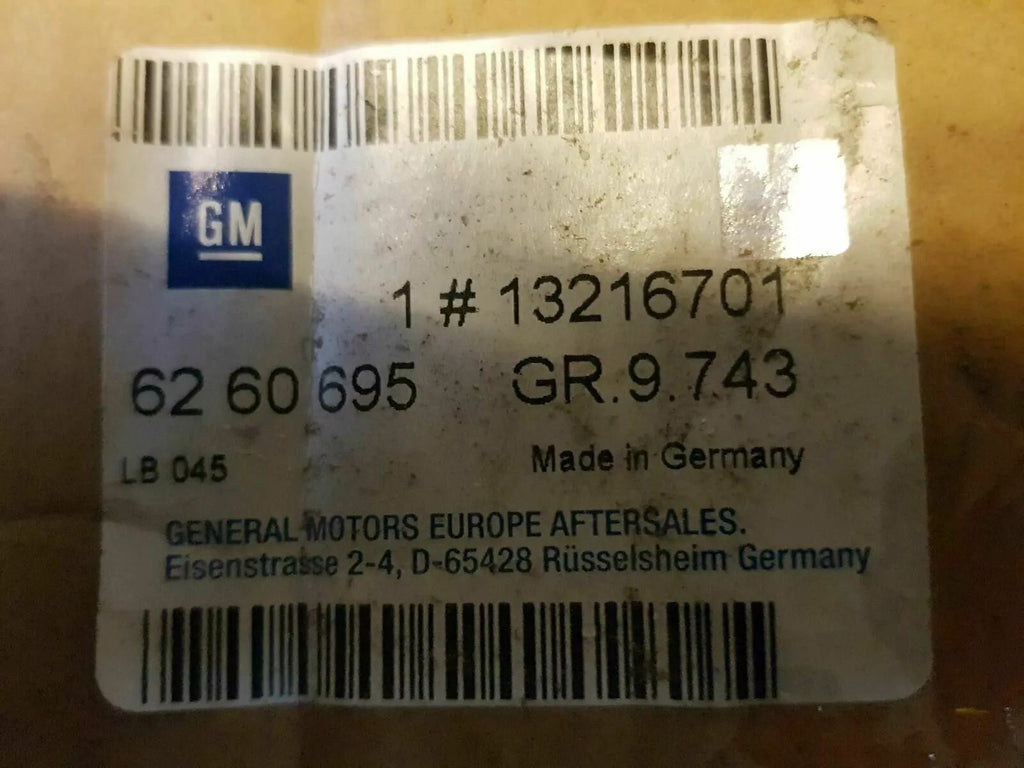 GM
1 # 13216701
62 60 695 GR.9.743
LB 045 Made in Germany
GENERAL MOTORS EUROPE AFTERSALES.
Eisenstrasse 2-4, D-65428 Rüsselsheim Germany